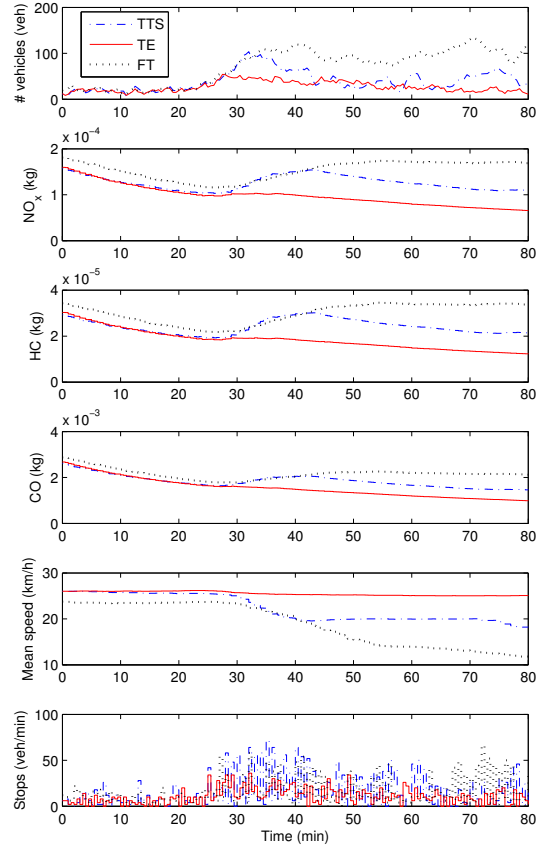 200
100
0
# vehicles (veh)
TTS
TE
FT
0 10 20 30 40 50 60 70 80
x 10⁻⁴
2
1
0
NOₓ (kg)
0 10 20 30 40 50 60 70 80
x 10⁻⁵
4
2
0
HC (kg)
0 10 20 30 40 50 60 70 80
x 10⁻³
4
2
0
CO (kg)
0 10 20 30 40 50 60 70 80
30
20
10
Mean speed (km/h)
0 10 20 30 40 50 60 70 80
100
50
0
Stops (veh/min)
0 10 20 30 40 50 60 70 80
Time (min)